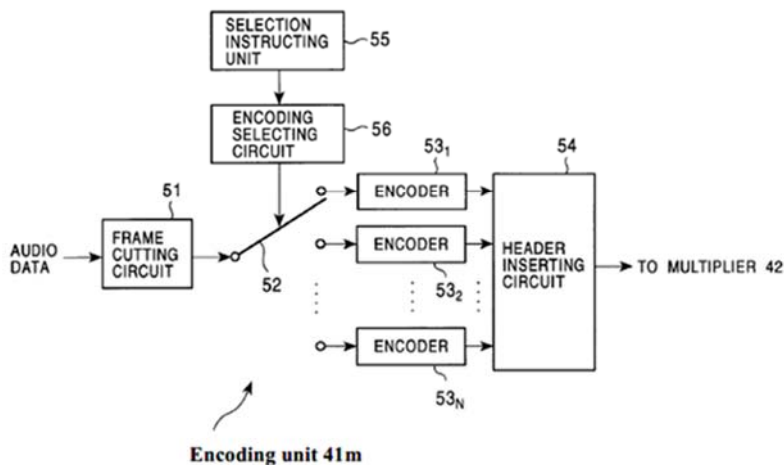 SELECTION
INSTRUCTING
UNIT
55
ENCODING
SELECTING
CIRCUIT
56
53₁
54
51
ENCODER
AUDIO
DATA
FRAME
CUTTING
CIRCUIT
52
ENCODER
53₂
HEADER
INSERTING
CIRCUIT
TO MULTIPLIER 42
ENCODER
53N
Encoding unit 41m